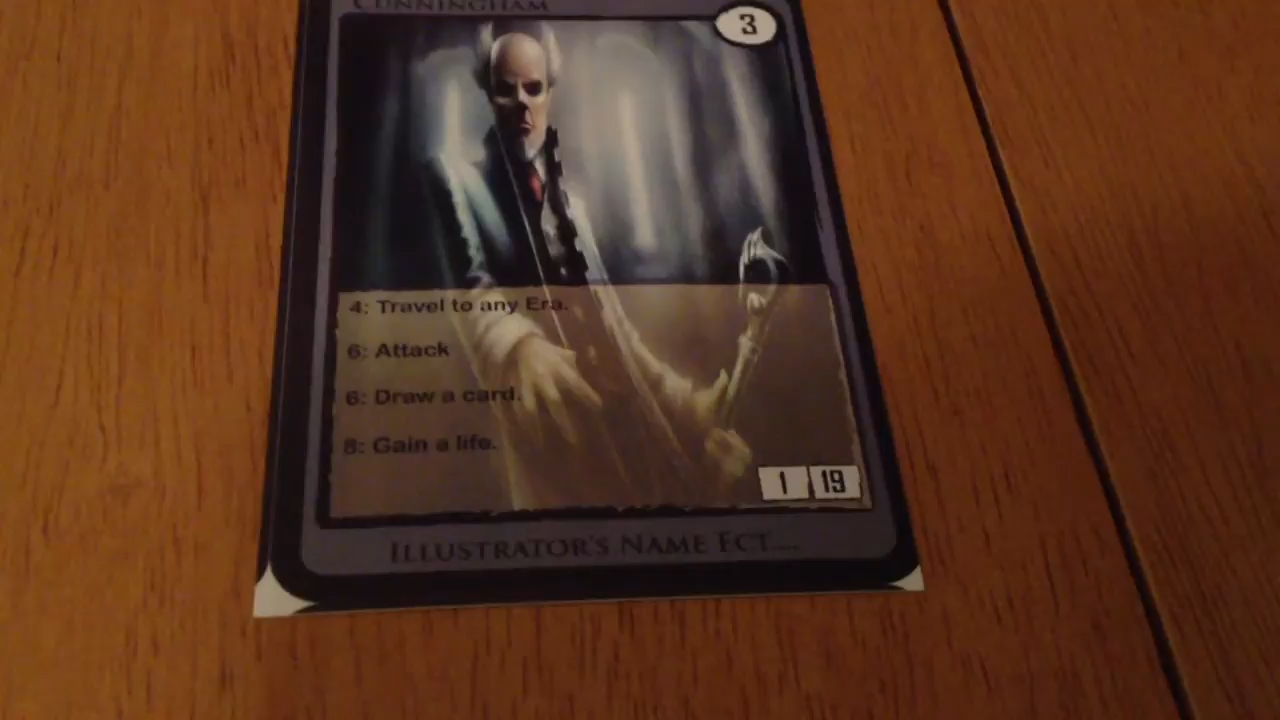 CUNNINGHAM
3
4: Travel to any Era.
6: Attack
6: Draw a card.
8: Gain a life.
1 19
ILLUSTRATOR'S NAME ECT....